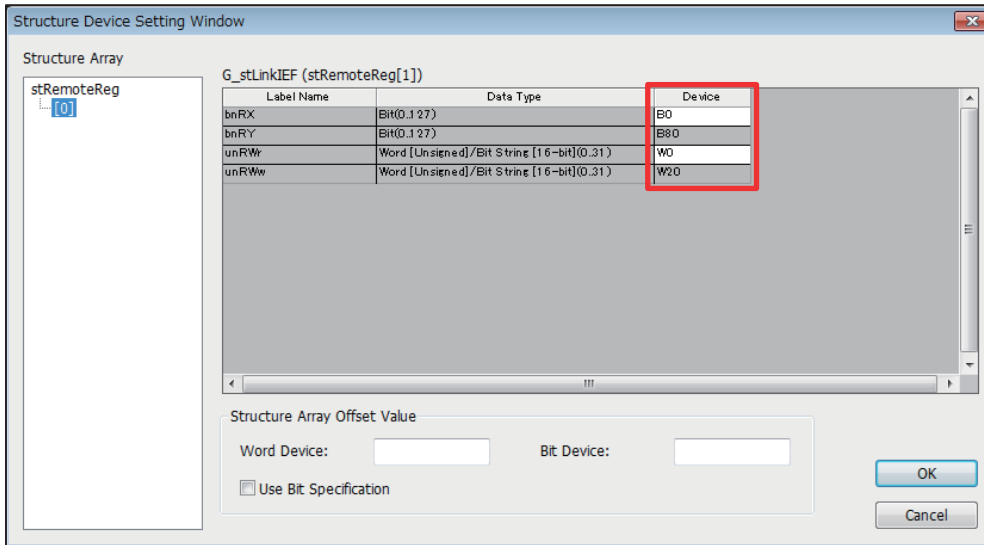 Structure Device Setting Window
Structure Array
stRemoteReg
[0]
G_stLinkIEF (stRemoteReg[1])
Label Name Data Type Device
bnRX Bit(0..127) B0
bnRY Bit(0..127) B80
unRWr Word [Unsigned]/Bit String [16-bit](0..31) W0
unRWw Word [Unsigned]/Bit String [16-bit](0..31) W20
Structure Array Offset Value
Word Device: Bit Device:
Use Bit Specification
OK
Cancel